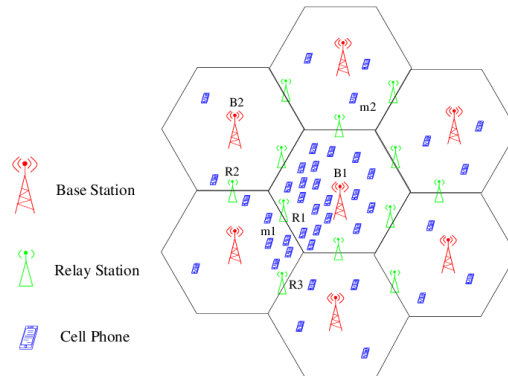 m2
B2
B1
R2
Base Station
R1
m1
Relay Station
R3
Cell Phone